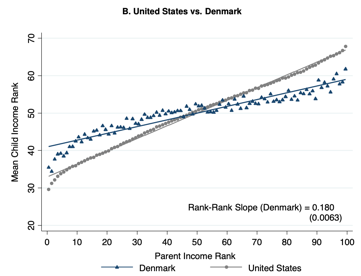 B. United States vs. Denmark
Mean Child Income Rank
70
60
50
40
30
20
Rank-Rank Slope (Denmark) = 0.180
(0.0063)
0 10 20 30 40 50 60 70 80 90 100
Parent Income Rank
Denmark United States